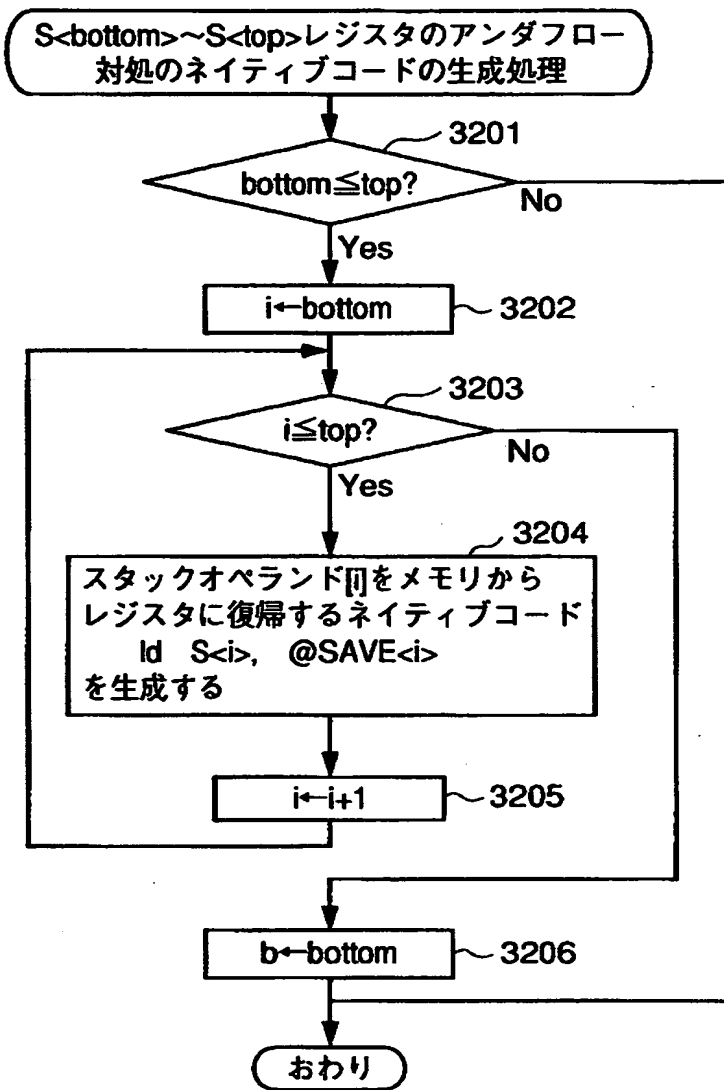 S<bottom>~S<top>レジスタのアンダフロー
対処のネイティブコードの生成処理
3201
bottom≦top?
No
Yes
i←bottom
3202
3203
i≦top?
No
Yes
3204
スタックオペランド[i]をメモリから
レジスタに復帰するネイティブコード
ld S<i>, @SAVE<i>
を生成する
i←i+1
3205
b←bottom
3206
おわり